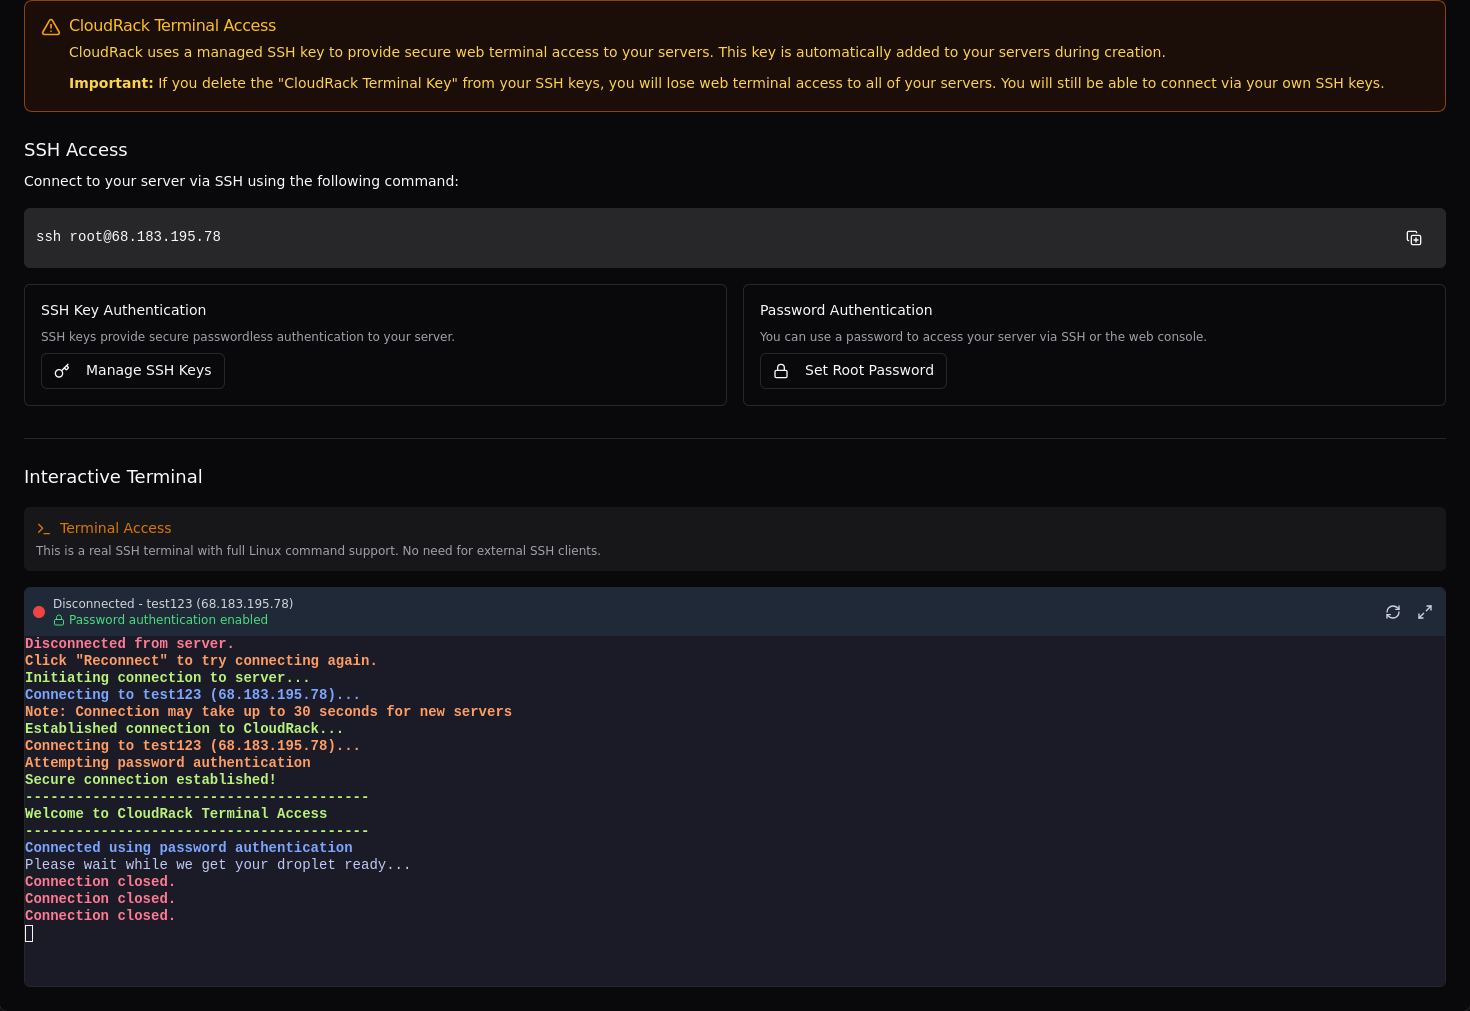 CloudRack Terminal Access
CloudRack uses a managed SSH key to provide secure web terminal access to your servers. This key is automatically added to your servers during creation.
Important: If you delete the "CloudRack Terminal Key" from your SSH keys, you will lose web terminal access to all of your servers. You will still be able to connect via your own SSH keys.
SSH Access
Connect to your server via SSH using the following command:
ssh root@68.183.195.78
SSH Key Authentication
SSH keys provide secure passwordless authentication to your server.
Manage SSH Keys
Password Authentication
You can use a password to access your server via SSH or the web console.
Set Root Password
Interactive Terminal
Terminal Access
This is a real SSH terminal with full Linux command support. No need for external SSH clients.
Disconnected - test123 (68.183.195.78)
Password authentication enabled
Disconnected from server.
Click "Reconnect" to try connecting again.
Initiating connection to server...
Connecting to test123 (68.183.195.78)...
Note: Connection may take up to 30 seconds for new servers
Established connection to CloudRack...
Connecting to test123 (68.183.195.78)...
Attempting password authentication
Secure connection established!
-----------------------------------------
Welcome to CloudRack Terminal Access
-----------------------------------------
Connected using password authentication
Please wait while we get your droplet ready...
Connection closed.
Connection closed.
Connection closed.